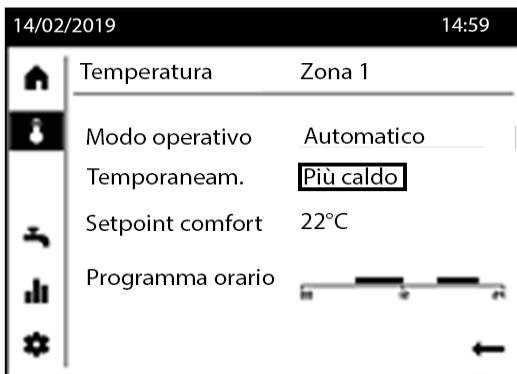 14/02/2019 14:59
Temperatura Zona 1
Modo operativo Automatico
Temporaneam. Più caldo
Setpoint comfort 22°C
Programma orario